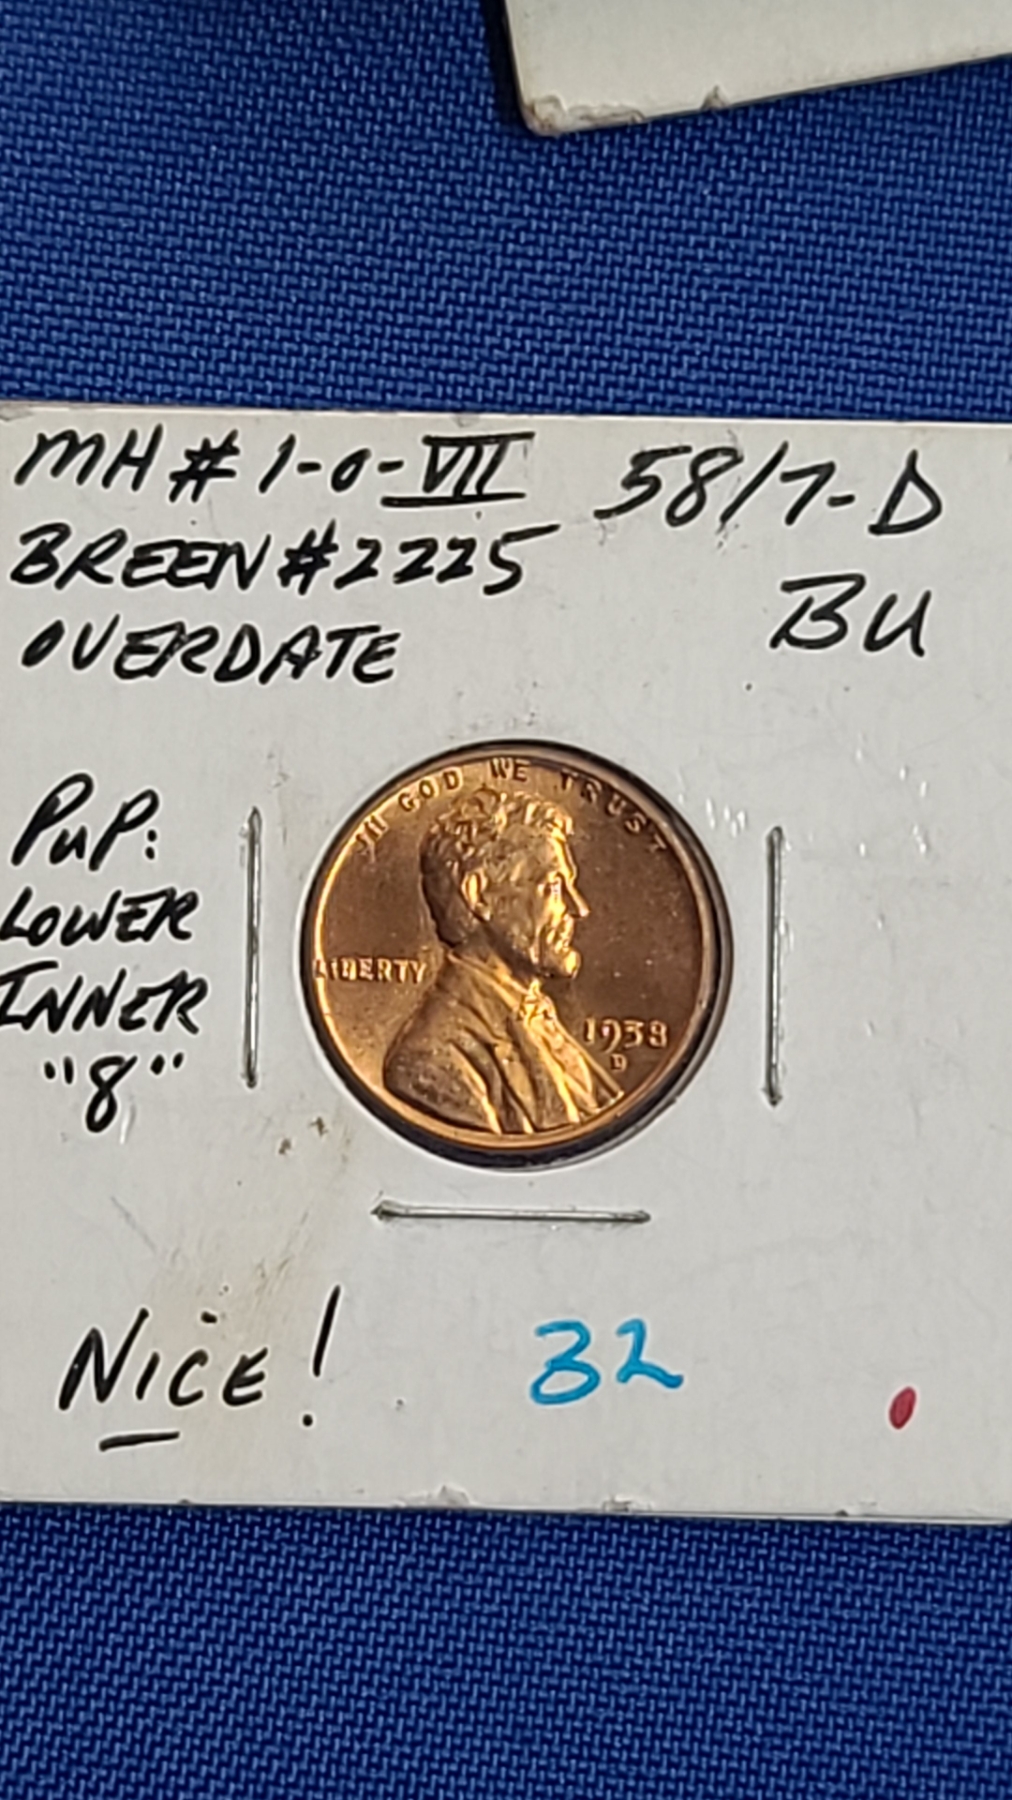 MH # 1-0-VII 58/7-D
BREEN #2225 BU
OVERDATE
PUP:
LOWER
INNER
"8"
IN GOD WE TRUST
LIBERTY
1958
D
NICE!
32